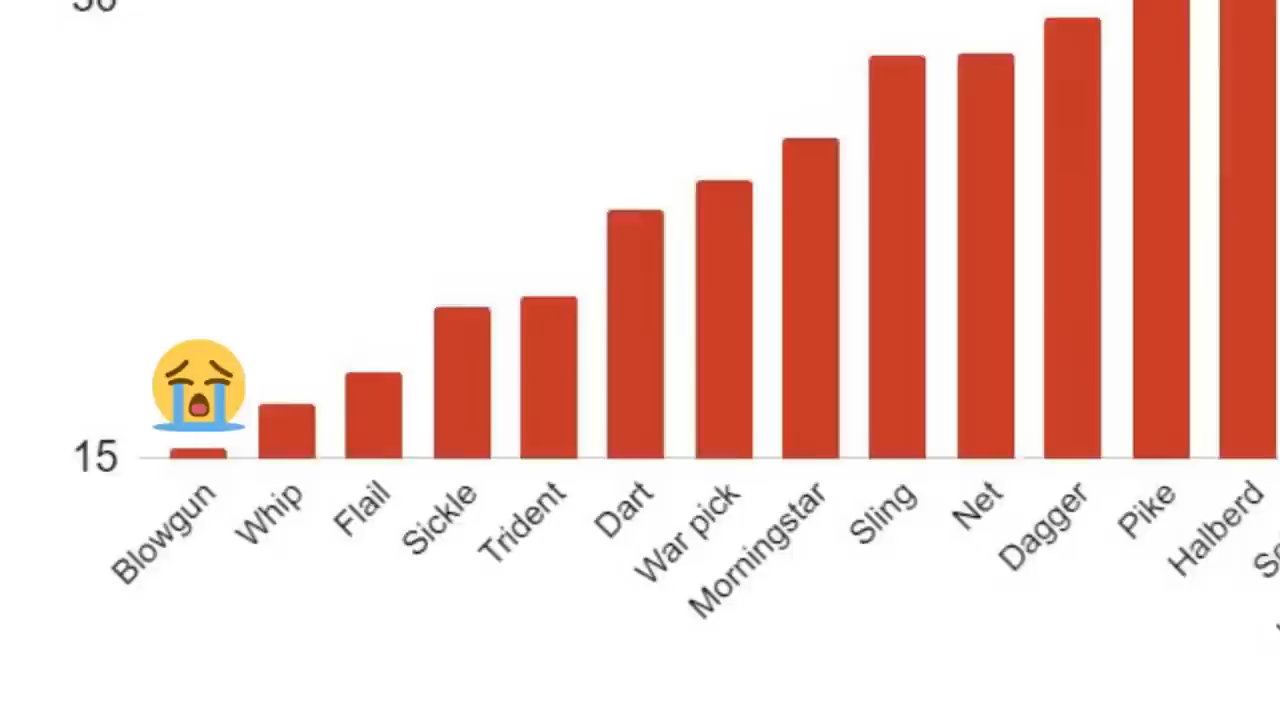 15
Blowgun
Whip
Flail
Sickle
Trident
Dart
War pick
Morningstar
Sling
Net
Dagger
Pike
Halberd